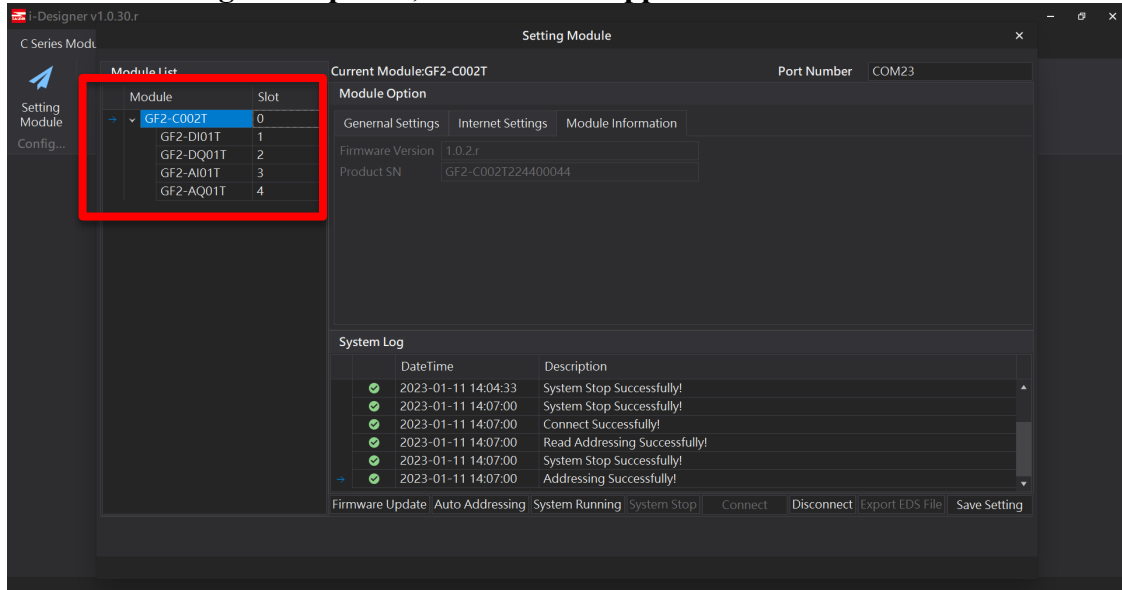 i-Designer v1.0.30.r
Setting Module
C Series Modu
Setting
Module
Config...
Module List
Module Slot
GF2-C002T 0
GF2-DI01T 1
GF2-DQ01T 2
GF2-AI01T 3
GF2-AQ01T 4
Current Module:GF2-C002T Port Number COM23
Module Option
Genernal Settings Internet Settings Module Information
Firmware Version 1.0.2.r
Product SN GF2-C002T224400044
System Log
DateTime Description
2023-01-11 14:04:33 System Stop Successfully!
2023-01-11 14:07:00 System Stop Successfully!
2023-01-11 14:07:00 Connect Successfully!
2023-01-11 14:07:00 Read Addressing Successfully!
2023-01-11 14:07:00 System Stop Successfully!
2023-01-11 14:07:00 Addressing Successfully!
Firmware Update Auto Addressing System Running System Stop Connect Disconnect Export EDS File Save Setting